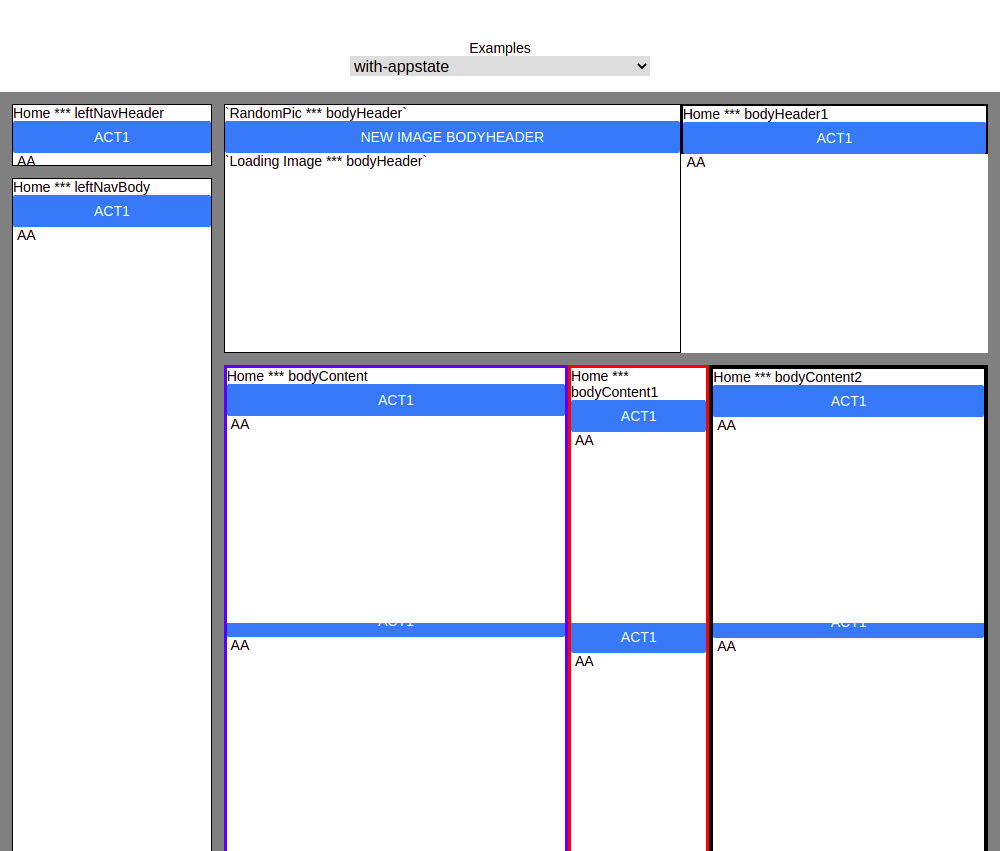 Examples
with-appstate
Home *** leftNavHeader
ACT1
AA
Home *** leftNavBody
ACT1
AA
`RandomPic *** bodyHeader`
NEW IMAGE BODYHEADER
`Loading Image *** bodyHeader`
Home *** bodyHeader1
ACT1
AA
Home *** bodyContent
ACT1
AA
ACT1
AA
Home ***
bodyContent1
ACT1
AA
ACT1
AA
Home *** bodyContent2
ACT1
AA
ACT1
AA